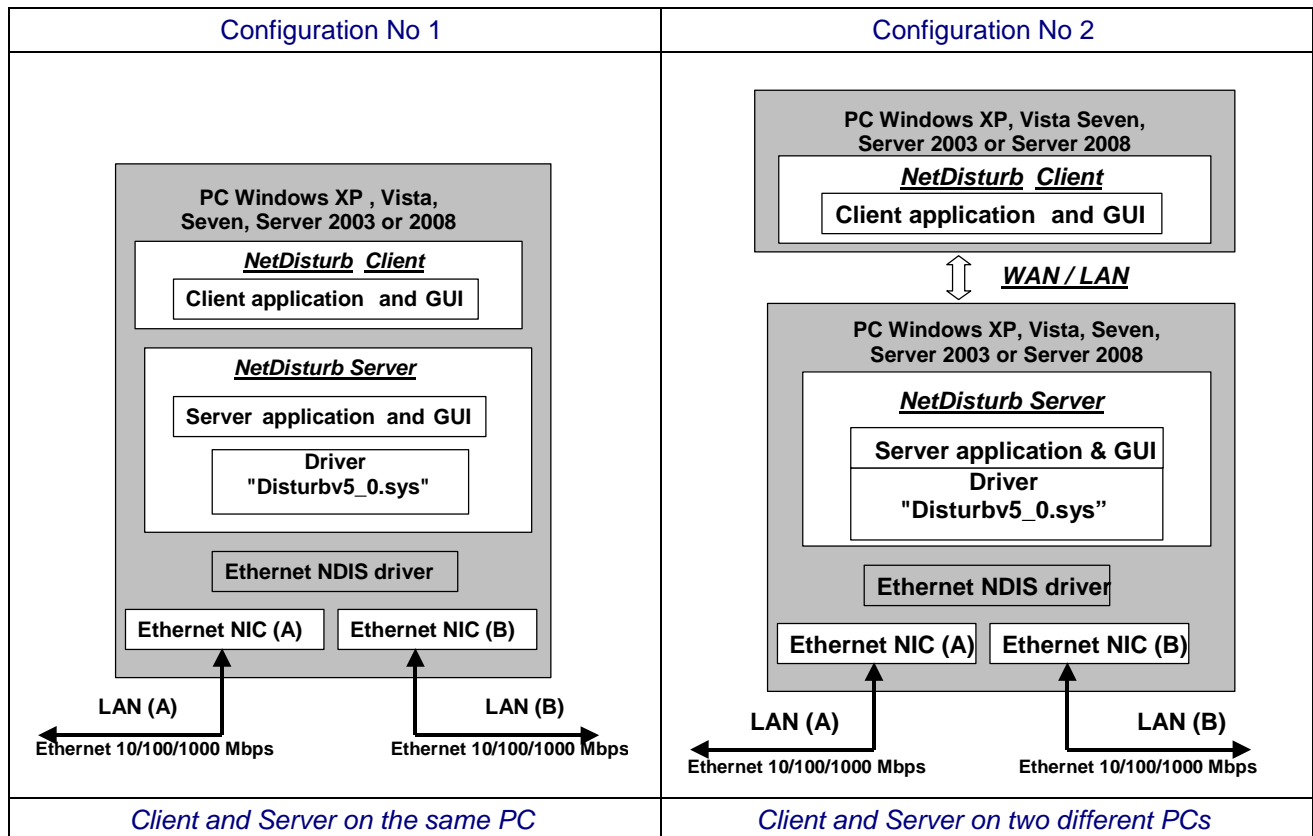 Configuration No 1
PC Windows XP , Vista,
Seven, Server 2003 or 2008
NetDisturb Client
Client application and GUI
NetDisturb Server
Server application and GUI
Driver
"Disturbv5_0.sys"
Ethernet NDIS driver
Ethernet NIC (A)
Ethernet NIC (B)
LAN (A)
LAN (B)
Ethernet 10/100/1000 Mbps
Ethernet 10/100/1000 Mbps
Client and Server on the same PC
Configuration No 2
PC Windows XP, Vista Seven,
Server 2003 or Server 2008
NetDisturb Client
Client application and GUI
WAN / LAN
PC Windows XP, Vista, Seven,
Server 2003 or Server 2008
NetDisturb Server
Server application & GUI
Driver
"Disturbv5_0.sys”
Ethernet NDIS driver
Ethernet NIC (A)
Ethernet NIC (B)
LAN (A)
LAN (B)
Ethernet 10/100/1000 Mbps
Ethernet 10/100/1000 Mbps
Client and Server on two different PCs